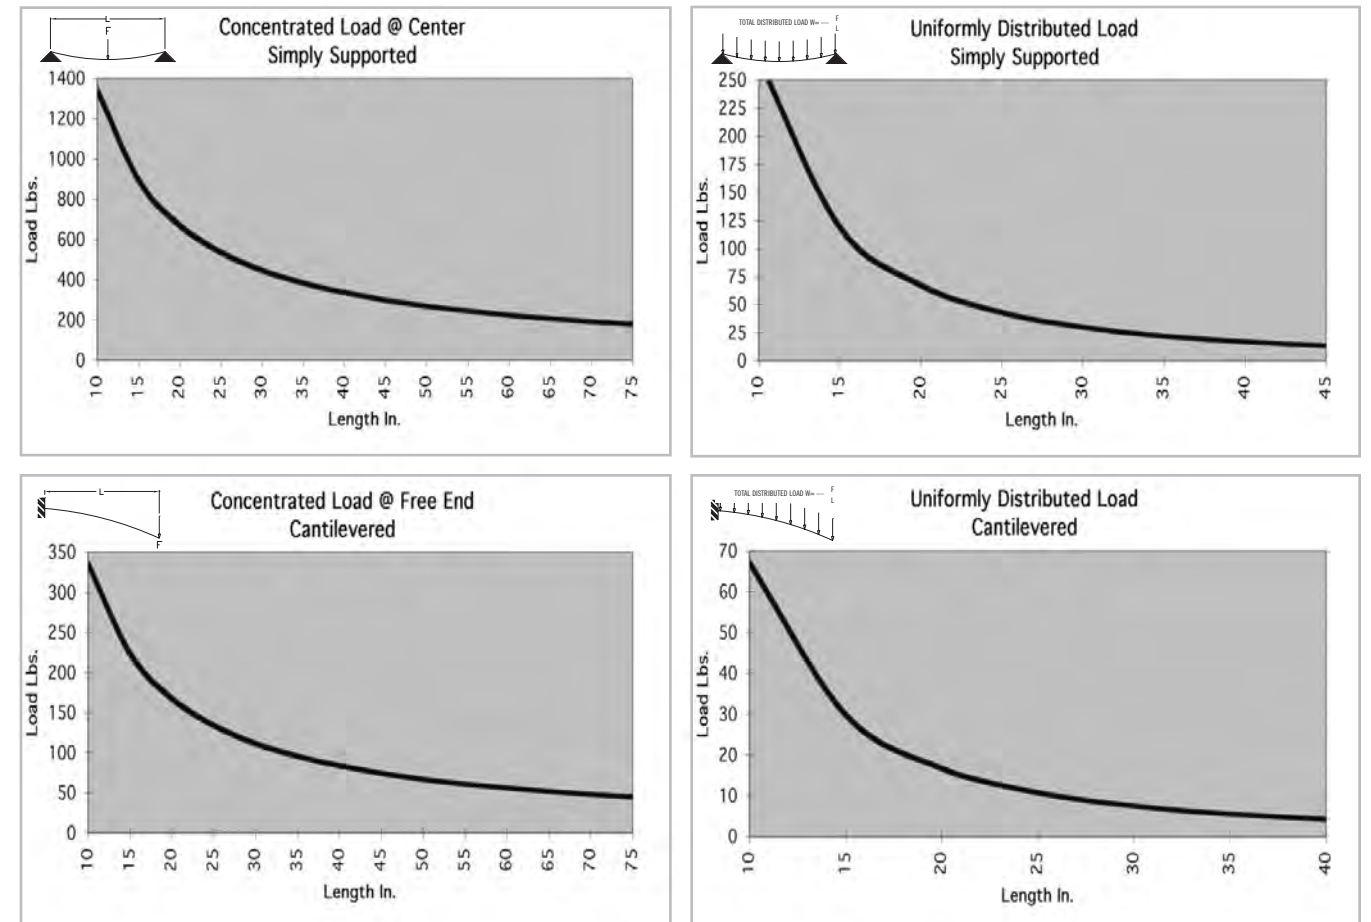 L
F
Concentrated Load @ Center
Simply Supported
1400
1200
1000
800
600
400
200
0
Load Lbs.
10 15 20 25 30 35 40 45 50 55 60 65 70 75
Length In.
TOTAL DISTRIBUTED LOAD W= ---- F
L
Uniformly Distributed Load
Simply Supported
250
225
200
175
150
125
100
75
50
25
0
Load Lbs.
10 15 20 25 30 35 40 45
Length In.
L
F
Concentrated Load @ Free End
Cantilevered
350
300
250
200
150
100
50
0
Load Lbs.
10 15 20 25 30 35 40 45 50 55 60 65 70 75
Length In.
TOTAL DISTRIBUTED LOAD W= ---- F
L
Uniformly Distributed Load
Cantilevered
70
60
50
40
30
20
10
0
Load Lbs.
10 15 20 25 30 35 40
Length In.